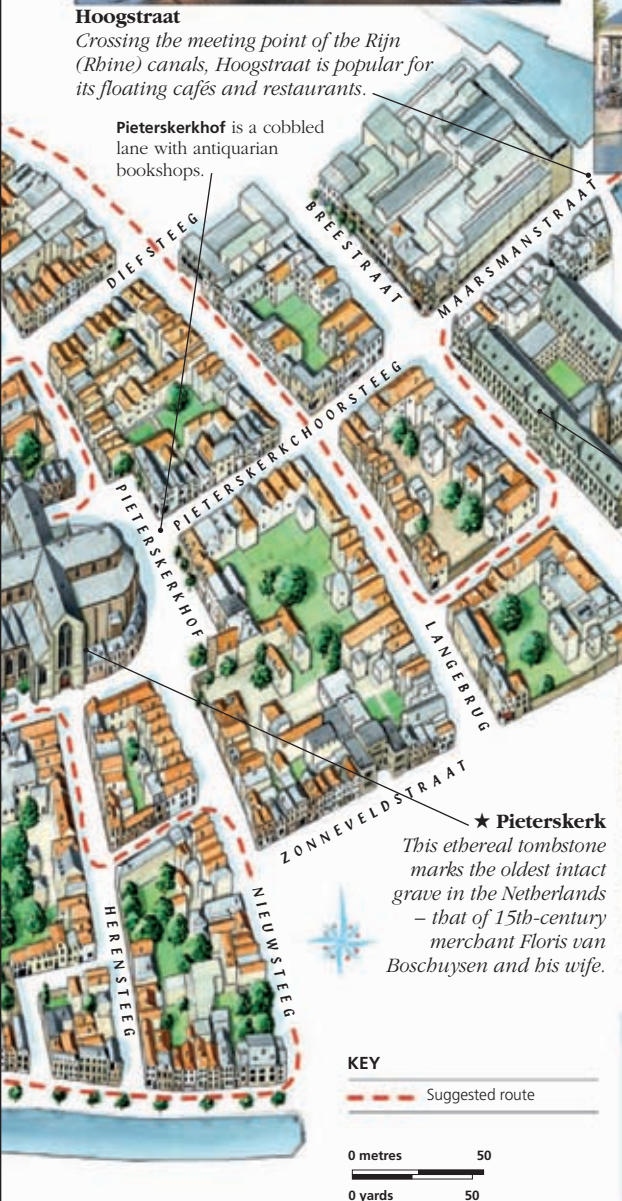 Hoogstraat
Crossing the meeting point of the Rijn
(Rhine) canals, Hoogstraat is popular for
its floating cafés and restaurants.
Pieterskerkhof is a cobbled
lane with antiquarian
bookshops.
DIEFSTEEG
BREESTRAAT
MAARSMANSTRAAT
PIETERSKERKCHOORSTEEG
PIETERSKERKHOF
LANGEBRUG
ZONNEVELDSTRAAT
★ Pieterskerk
This ethereal tombstone
marks the oldest intact
grave in the Netherlands
– that of 15th-century
merchant Floris van
Boschuysen and his wife.
HERENSTEEG
NIEUWSTEEG
KEY
Suggested route
0 metres 50
0 yards 50